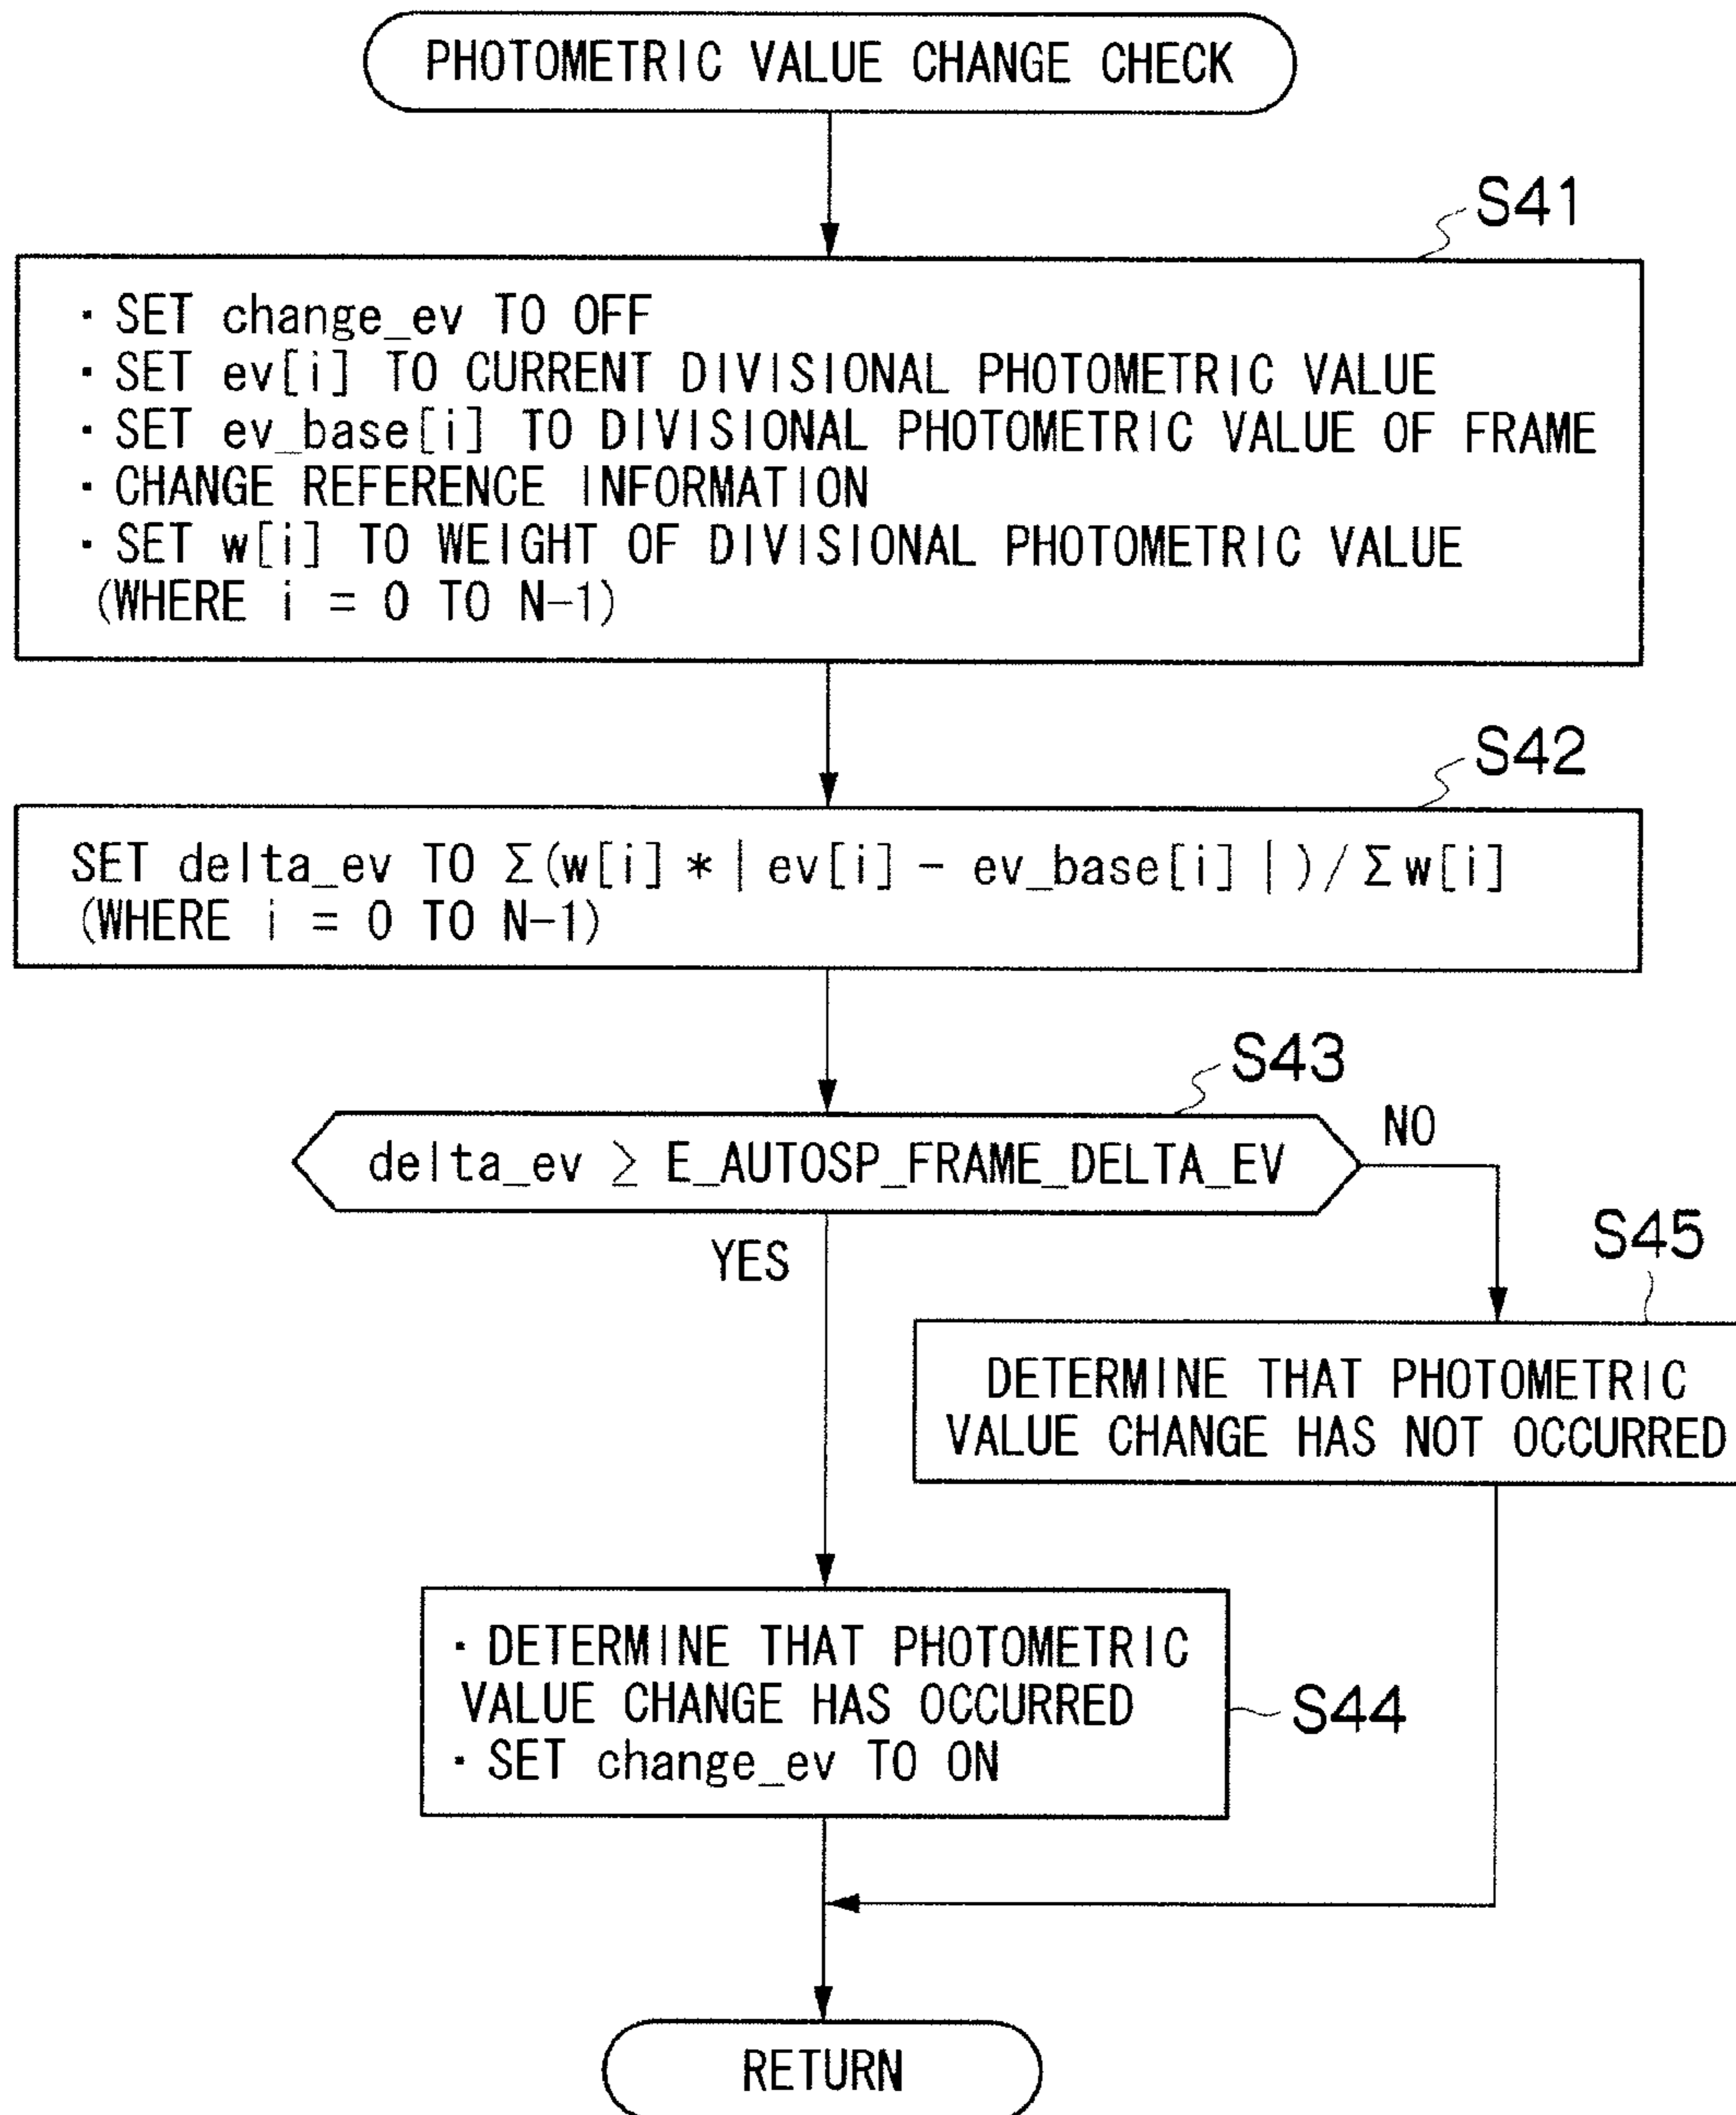 PHOTOMETRIC VALUE CHANGE CHECK
S41
· SET change_ev TO OFF
· SET ev[i] TO CURRENT DIVISIONAL PHOTOMETRIC VALUE
· SET ev_base[i] TO DIVISIONAL PHOTOMETRIC VALUE OF FRAME
· CHANGE REFERENCE INFORMATION
· SET w[i] TO WEIGHT OF DIVISIONAL PHOTOMETRIC VALUE
(WHERE i = 0 TO N-1)
S42
SET delta_ev TO Σ(w[i] * | ev[i] - ev_base[i] | ) / Σ w[i]
(WHERE i = 0 TO N-1)
S43
delta_ev ≥ E_AUTOSP_FRAME_DELTA_EV
NO
YES
S45
DETERMINE THAT PHOTOMETRIC
VALUE CHANGE HAS NOT OCCURRED
· DETERMINE THAT PHOTOMETRIC
VALUE CHANGE HAS OCCURRED
· SET change_ev TO ON
S44
RETURN